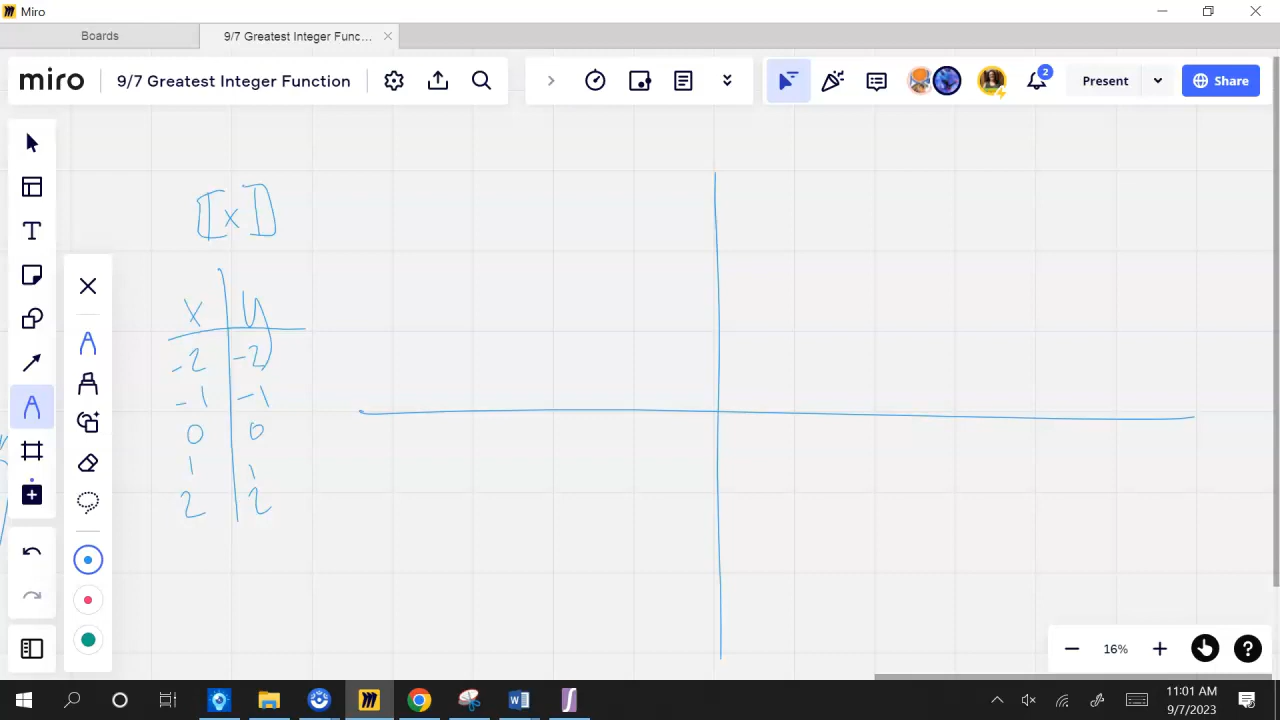 Miro
Boards
9/7 Greatest Integer Func...
miro
9/7 Greatest Integer Function
2
Present
Share
[[x]]
x y
-2 -2
-1 -1
0 0
1 1
2 2
16%
11:01 AM
9/7/2023